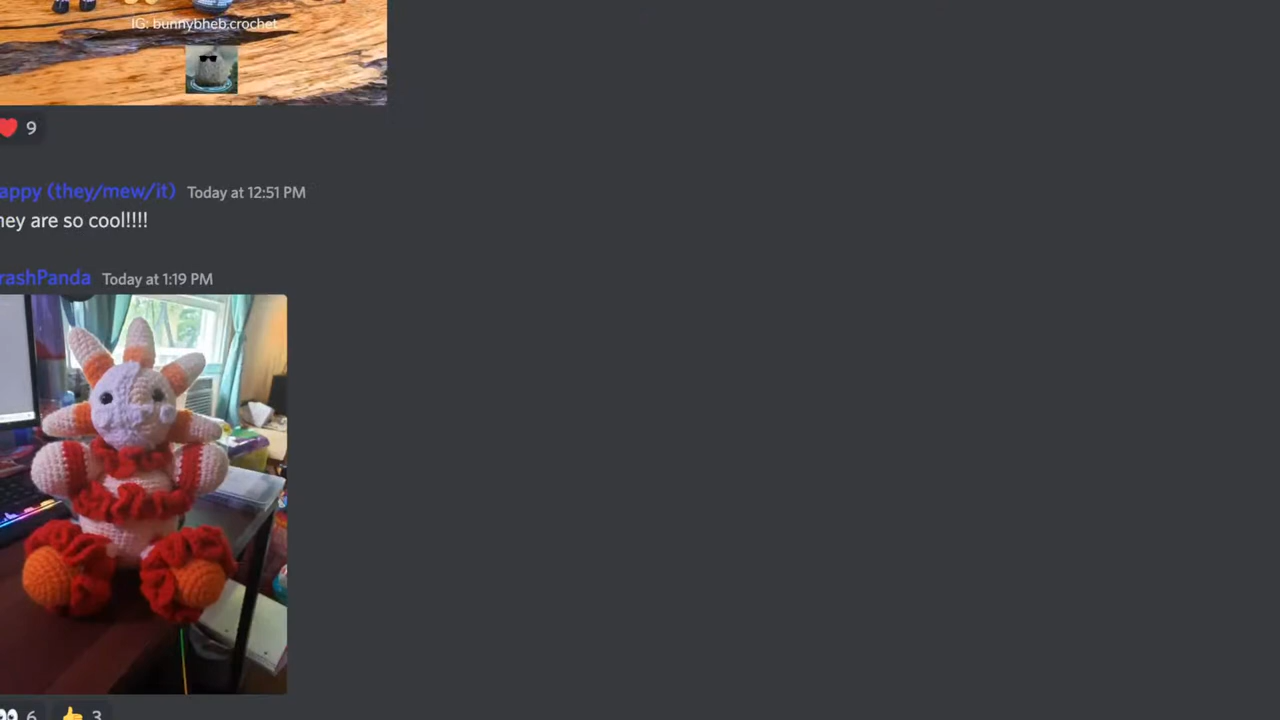 IG: bunnybheb.crochet
9
appy (they/mew/it) Today at 12:51 PM
hey are so cool!!!!
rashPanda Today at 1:19 PM
6 3